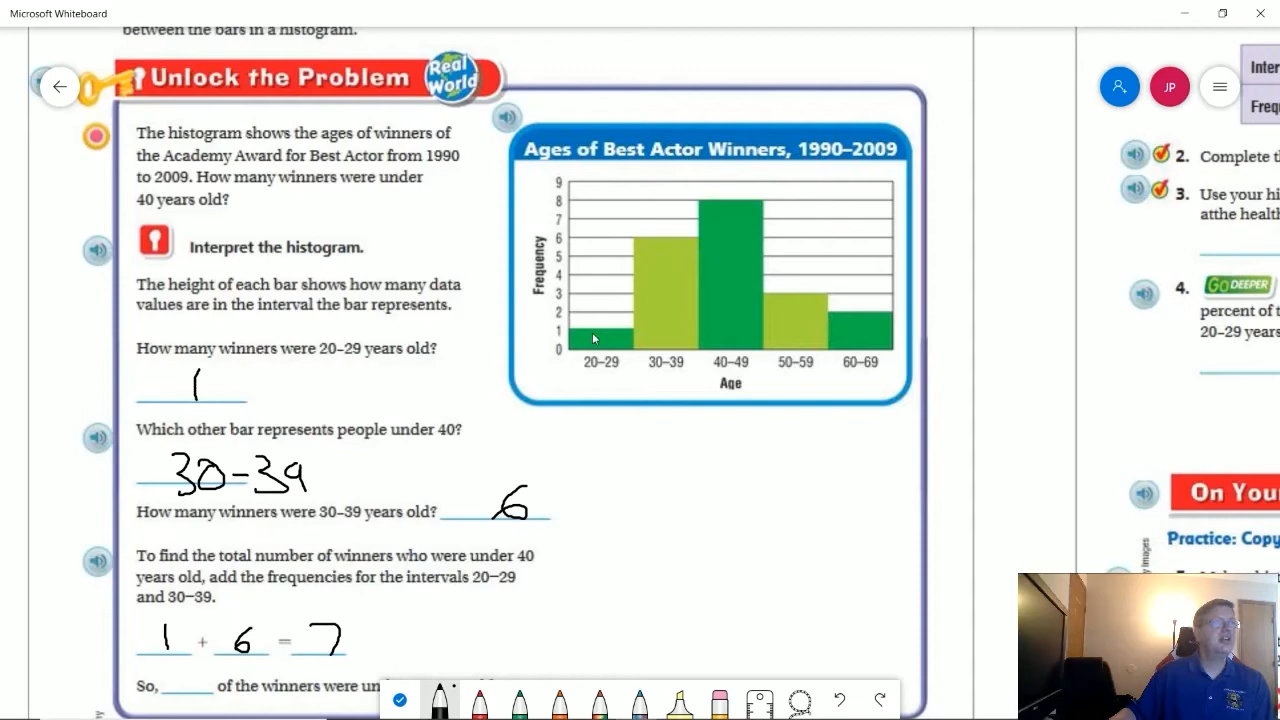 Microsoft Whiteboard
between the bars in a histogram.
Unlock the Problem
Real World
The histogram shows the ages of winners of
the Academy Award for Best Actor from 1990
to 2009. How many winners were under
40 years old?
Interpret the histogram.
The height of each bar shows how many data
values are in the interval the bar represents.
How many winners were 20–29 years old?
1
Which other bar represents people under 40?
30-39
How many winners were 30–39 years old? 6
To find the total number of winners who were under 40
years old, add the frequencies for the intervals 20–29
and 30–39.
1 + 6 = 7
So, of the winners were
Ages of Best Actor Winners, 1990–2009
9
8
7
6
5
4
3
2
1
0
Frequency
20–29 30–39 40–49 50–59 60–69
Age
JP
2. Complete
3. Use your
at the health
4. Go DEEPER
percent of
20–29 years
On
Practice: Copy
Images